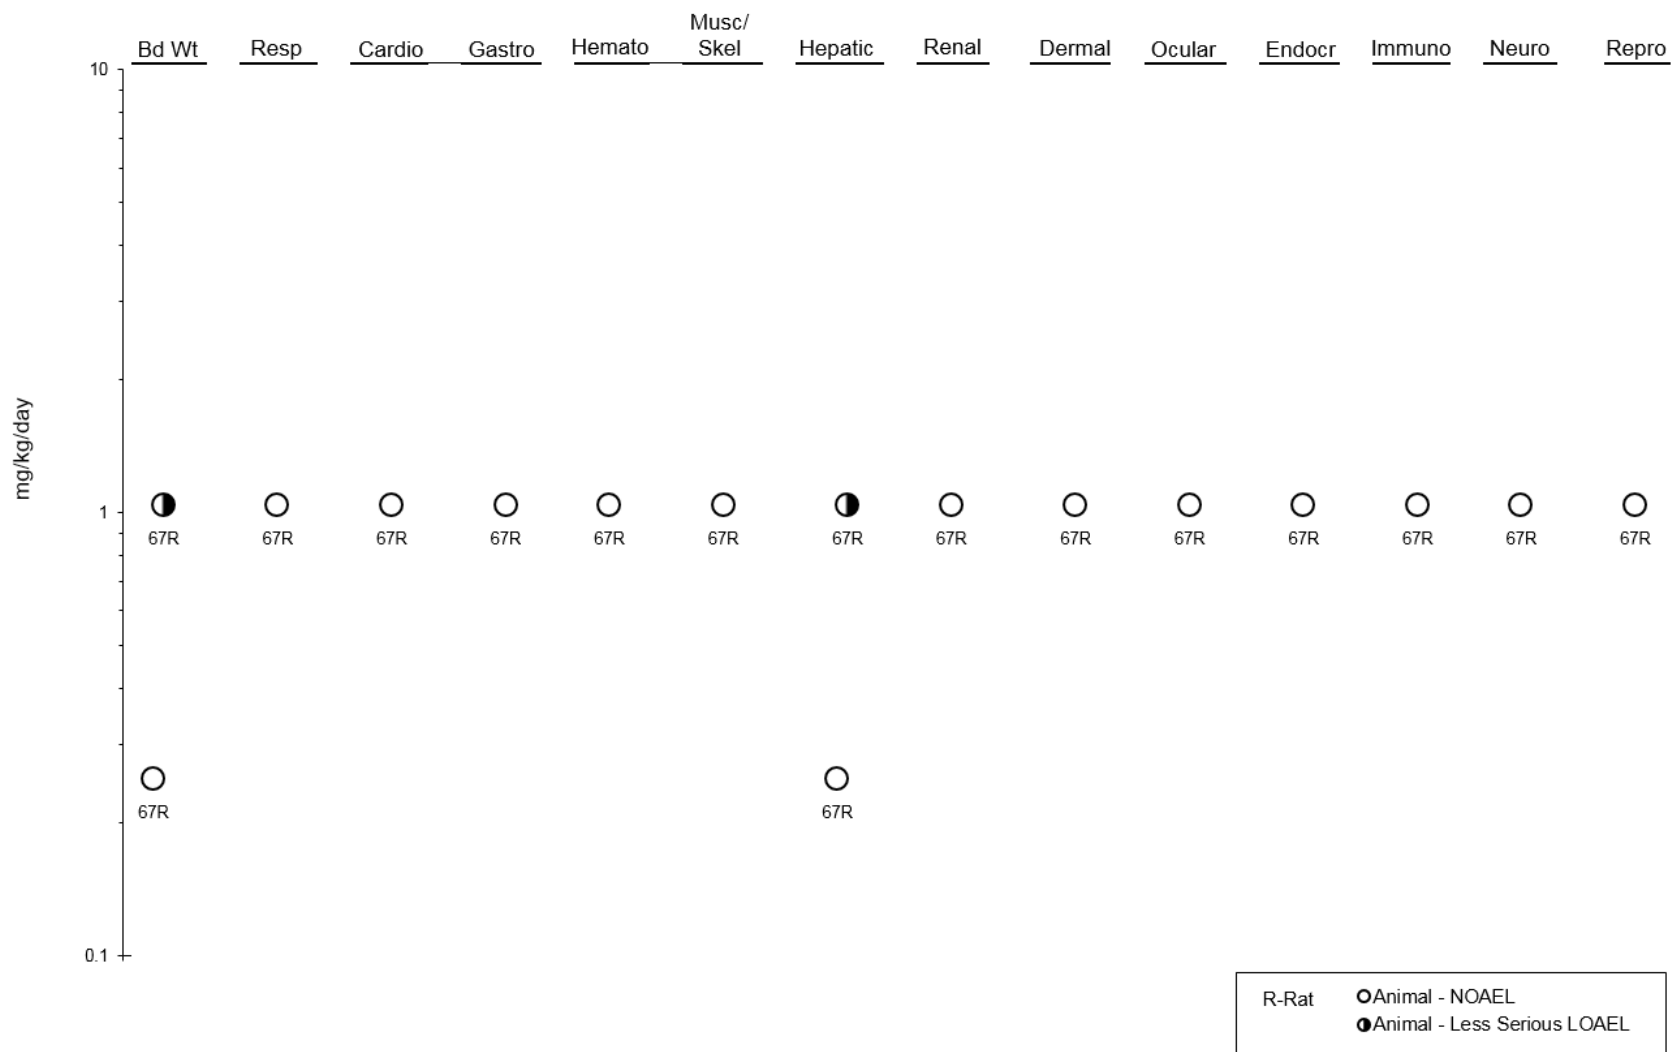 Musc/
Bd Wt Resp Cardio Gastro Hemato Skel Hepatic Renal Dermal Ocular Endocr Immuno Neuro Repro
10
mg/kg/day
1
67R 67R 67R 67R 67R 67R 67R 67R 67R 67R 67R 67R 67R 67R
67R 67R
0.1
R-Rat Animal - NOAEL
Animal - Less Serious LOAEL